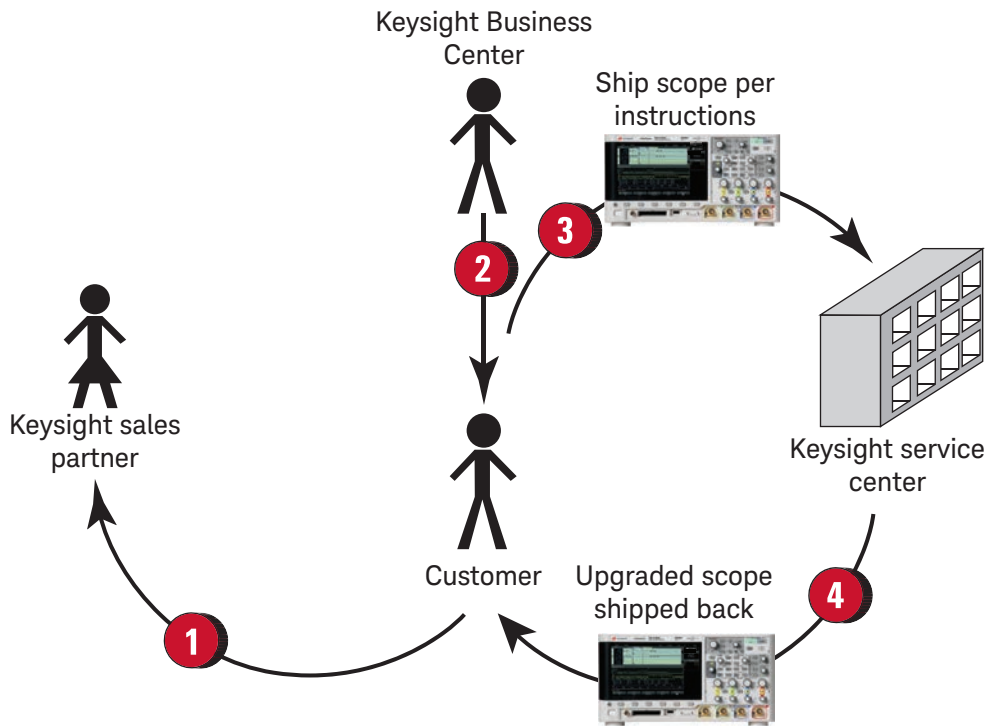 Keysight Business
Center
Ship scope per
instructions
3
2
Keysight sales
partner
Keysight service
center
Customer
Upgraded scope
shipped back
4
1